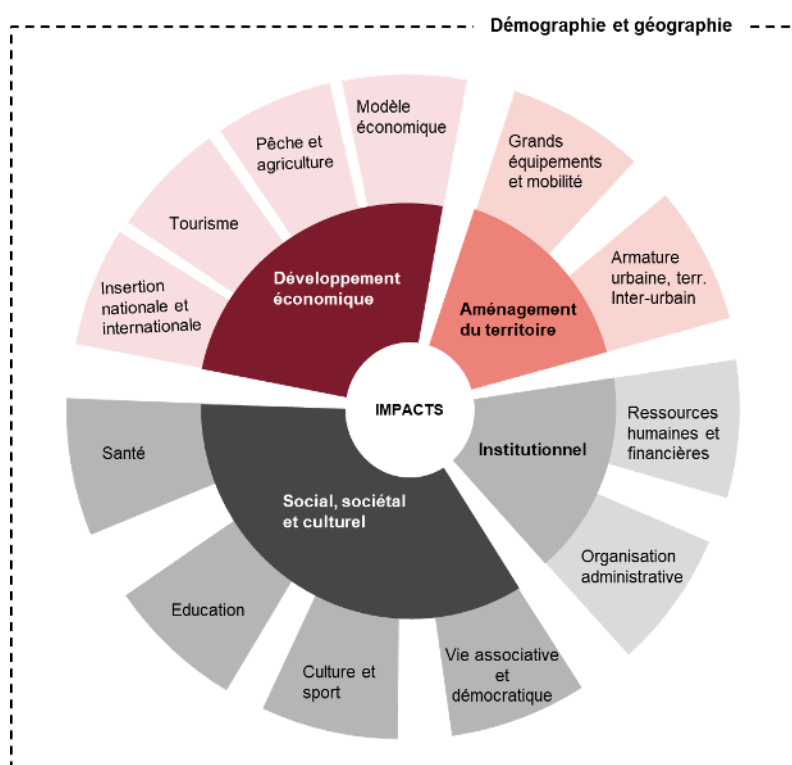 Démographie et géographie
Modèle
économique
Pêche et
agriculture
Tourisme
Insertion
nationale et
internationale
Développement
économique
Grands
équipements
et mobilité
Armature
urbaine, terr.
Inter-urbain
Aménagement
du territoire
IMPACTS
Ressources
humaines et
financières
Institutionnel
Organisation
administrative
Santé
Social, sociétal
et culturel
Education
Culture et
sport
Vie associative
et
démocratique